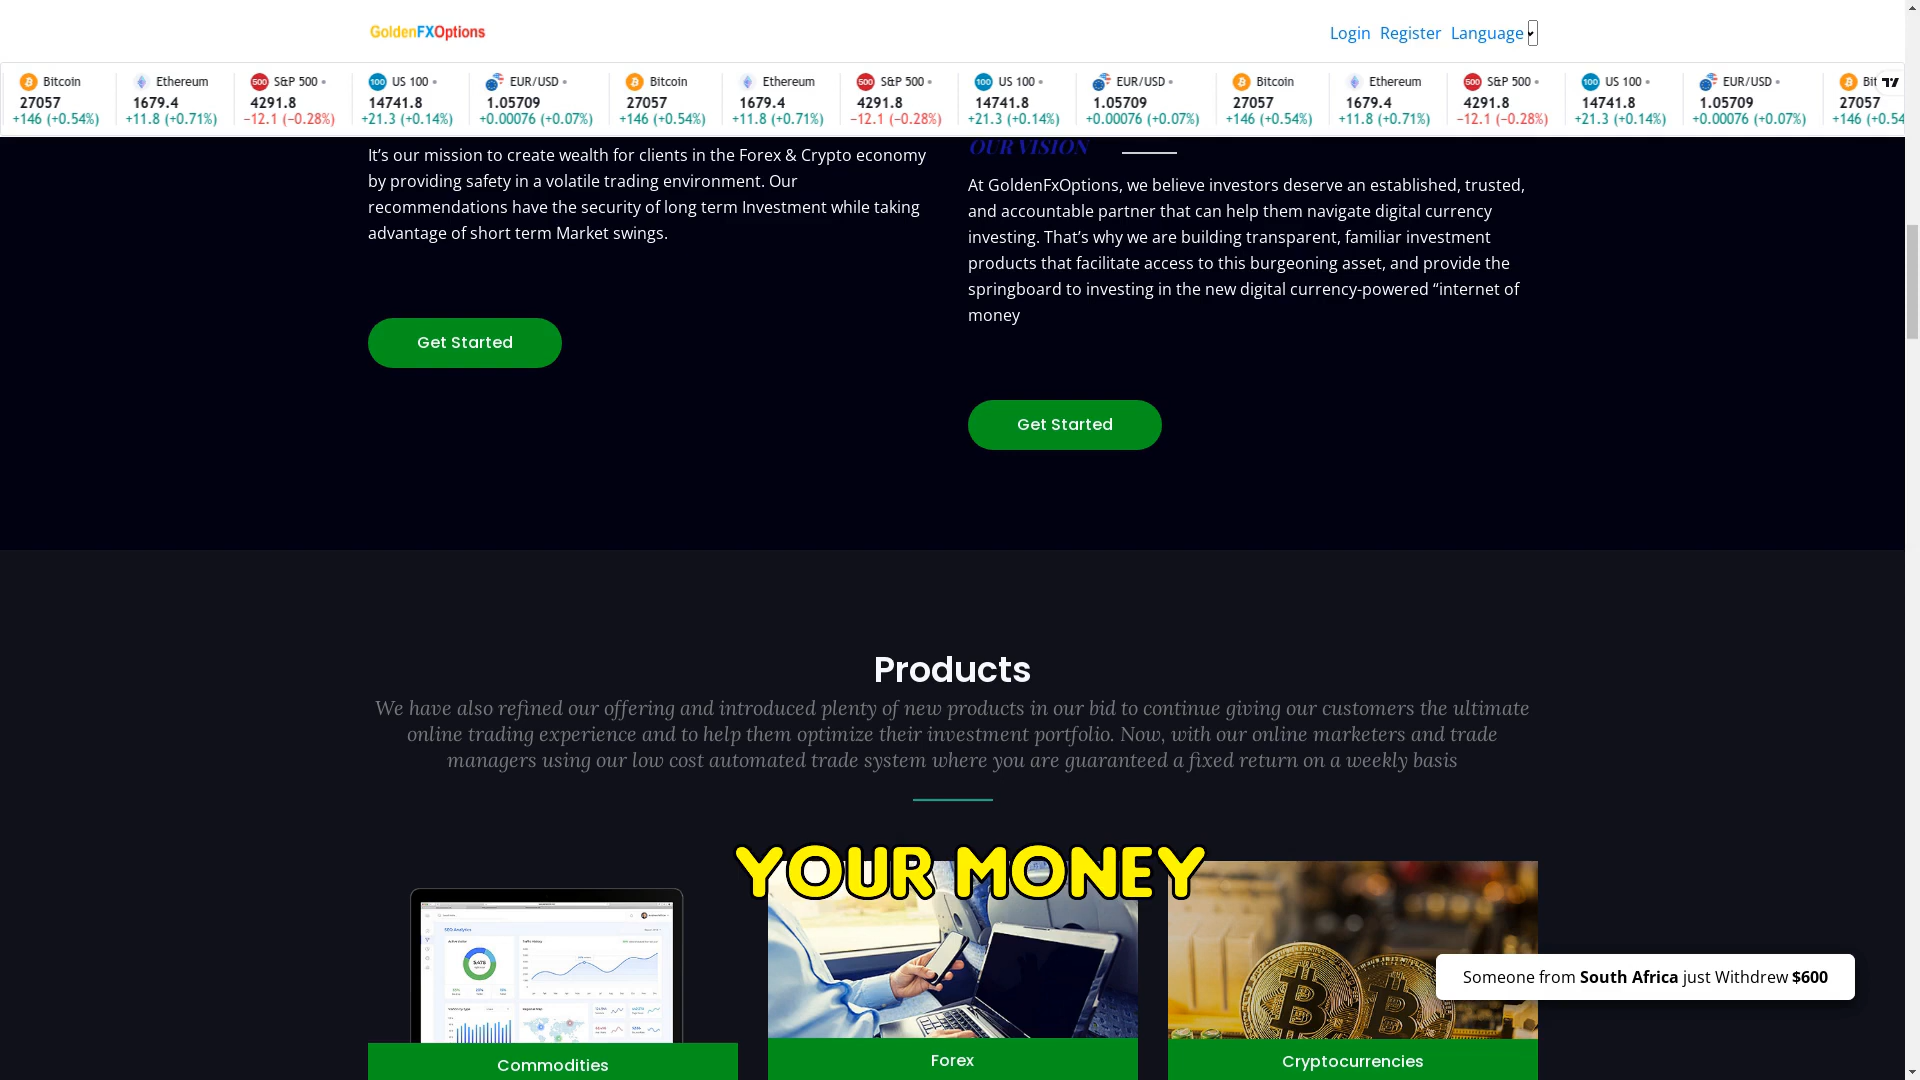 GoldenFXOptions
Login Register Language
Bitcoin Ethereum S&P 500 US 100 EUR/USD Bitcoin Ethereum S&P 500 US 100 EUR/USD Bitcoin Ethereum S&P 500 US 100 EUR/USD
27057 1679.4 4291.8 14741.8 1.05709 27057 1679.4 4291.8 14741.8 1.05709 27057 1679.4 4291.8 14741.8 1.05709 27057
+146 (+0.54%) +11.8 (+0.71%) −12.1 (−0.28%) +21.3 (+0.14%) +0.00076 (+0.07%) +146 (+0.54%) +11.8 (+0.71%) −12.1 (−0.28%) +21.3 (+0.14%) +0.00076 (+0.07%) +146 (+0.54%) +11.8 (+0.71%) −12.1 (−0.28%) +21.3 (+0.14%) +0.00076 (+0.07%) +146 (+0.54
It’s our mission to create wealth for clients in the Forex & Crypto economy
by providing safety in a volatile trading environment. Our
recommendations have the security of long term Investment while taking
advantage of short term Market swings.
Get Started
OUR VISION
At GoldenFxOptions, we believe investors deserve an established, trusted,
and accountable partner that can help them navigate digital currency
investing. That’s why we are building transparent, familiar investment
products that facilitate access to this burgeoning asset, and provide the
springboard to investing in the new digital currency-powered “internet of
money
Get Started
Products
We have also refined our offering and introduced plenty of new products in our bid to continue giving our customers the ultimate
online trading experience and to help them optimize their investment portfolio. Now, with our online marketers and trade
managers using our low cost automated trade system where you are guaranteed a fixed return on a weekly basis
YOUR MONEY
Someone from South Africa just Withdrew $600
Commodities
Forex
Cryptocurrencies